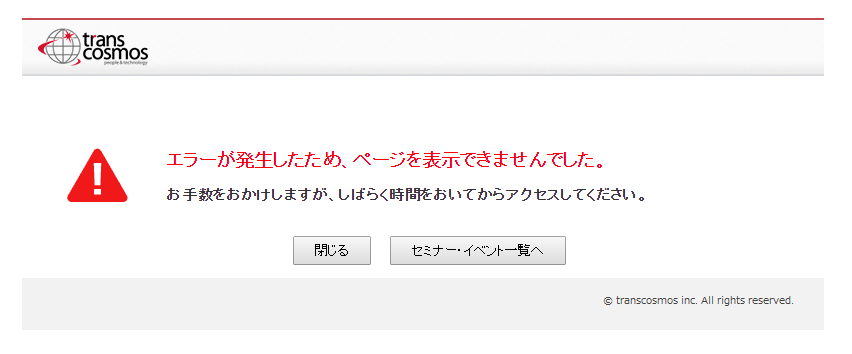 trans
cosmos
people & technology
エラーが発生したため、ページを表示できませんでした。
お手数をおかけしますが、しばらく時間をおいてからアクセスしてください。
閉じる
セミナー・イベント一覧へ
© transcosmos inc. All rights reserved.